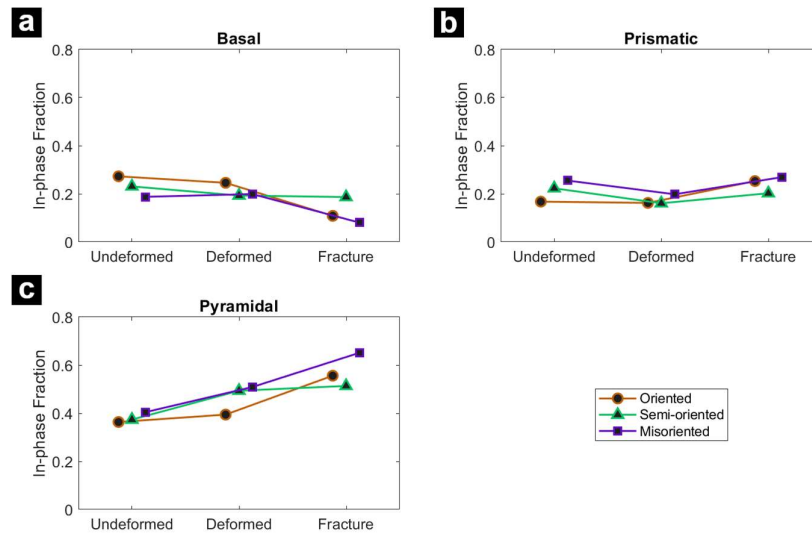 a
Basal
In-phase Fraction
0.8
0.6
0.4
0.2
0
Undeformed Deformed Fracture
b
Prismatic
In-phase Fraction
0.8
0.6
0.4
0.2
0
Undeformed Deformed Fracture
c
Pyramidal
In-phase Fraction
0.8
0.6
0.4
0.2
0
Undeformed Deformed Fracture
Oriented
Semi-oriented
Misoriented